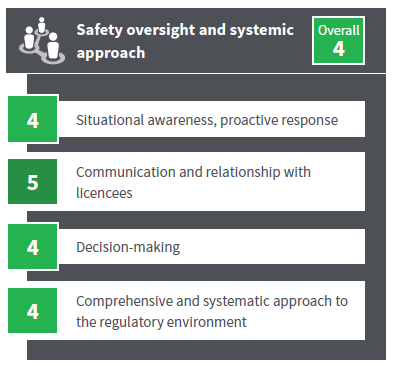 Safety oversight and systemic
approach
Overall
4
4
Situational awareness, proactive response
5
Communication and relationship with
licencees
4
Decision-making
4
Comprehensive and systematic approach to
the regulatory environment